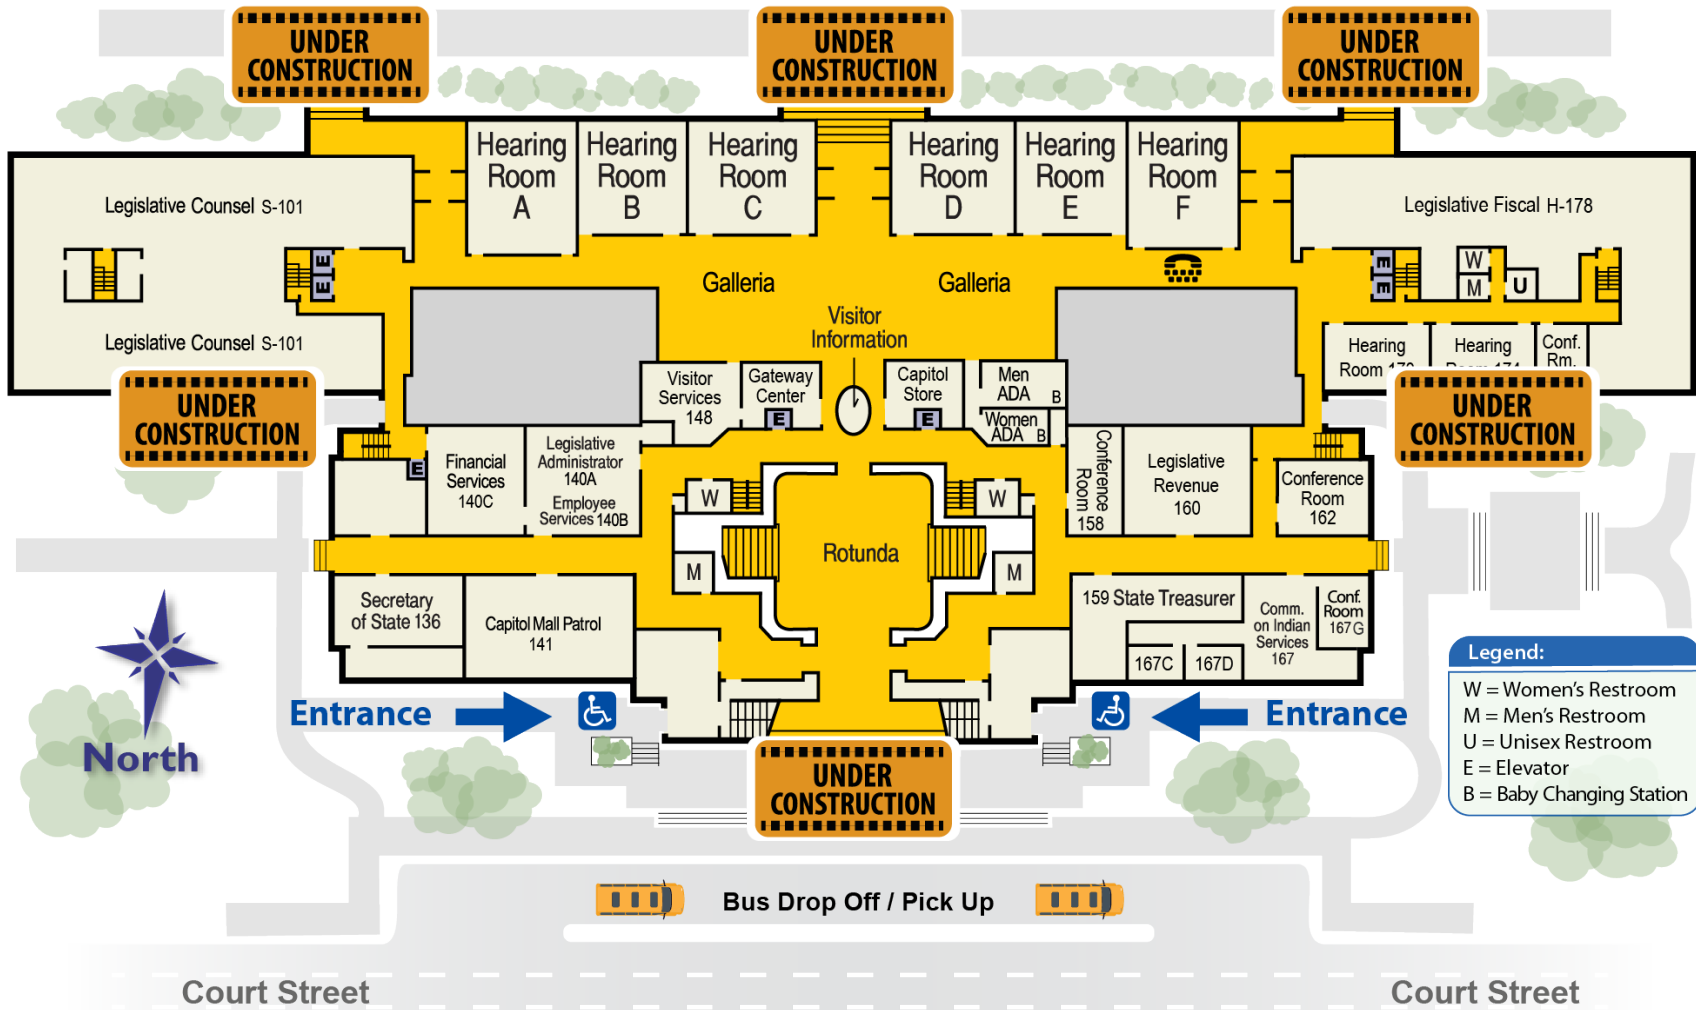 UNDER
CONSTRUCTION
UNDER
CONSTRUCTION
UNDER
CONSTRUCTION
Hearing
Room
A
Hearing
Room
B
Hearing
Room
C
Hearing
Room
D
Hearing
Room
E
Hearing
Room
F
Legislative Counsel S-101
Legislative Fiscal H-178
E
E
E
E
W
M
U
Galleria
Galleria
Visitor
Information
Legislative Counsel S-101
Hearing
Room
Hearing
Conf.
Rm.
UNDER
CONSTRUCTION
UNDER
CONSTRUCTION
Visitor
Services
148
Gateway
Center
E
Capitol
Store
E
Men
ADA
B
Women
ADA
B
E
Financial
Services
140C
Legislative
Administrator
140A
Employee
Services 140B
Conference
Room
158
Legislative
Revenue
160
Conference
Room
162
W
W
M
M
Rotunda
Secretary
of State 136
Capitol Mall Patrol
141
159 State Treasurer
167C
167D
Comm.
on Indian
Services
167
Conf.
Room
167G
North
Entrance
Entrance
UNDER
CONSTRUCTION
Legend:
W = Women's Restroom
M = Men's Restroom
U = Unisex Restroom
E = Elevator
B = Baby Changing Station
Bus Drop Off / Pick Up
Court Street
Court Street